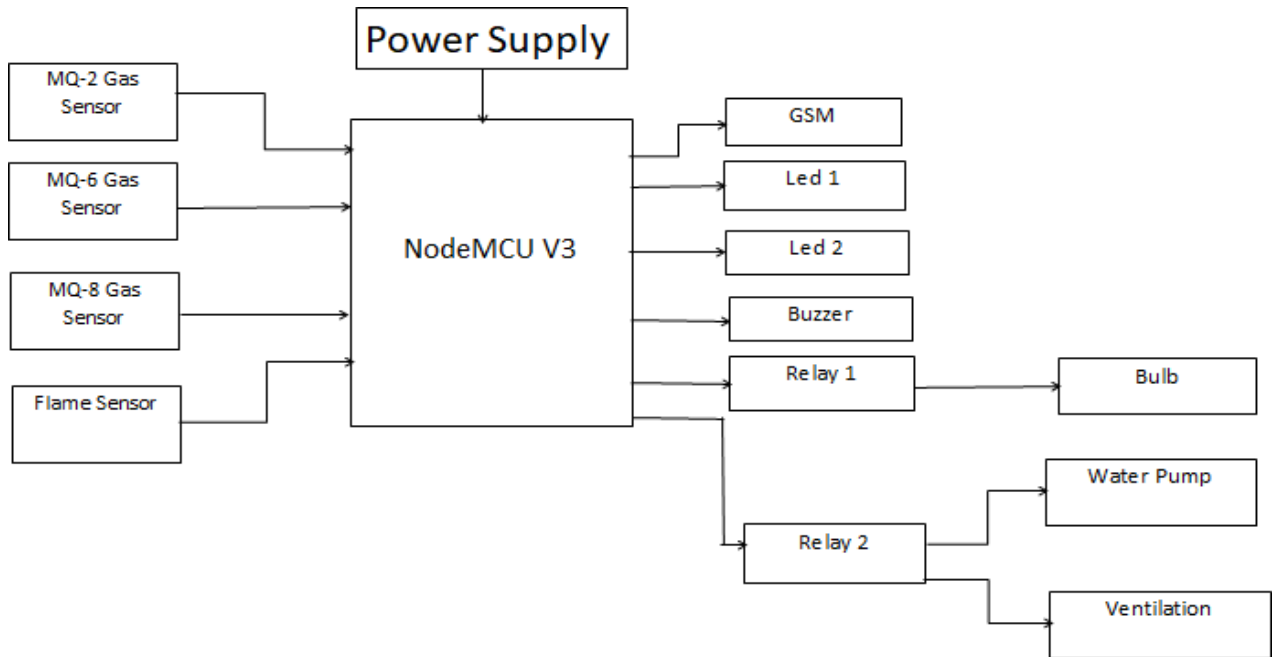 Power Supply
MQ-2 Gas
Sensor
MQ-6 Gas
Sensor
MQ-8 Gas
Sensor
Flame Sensor
NodeMCU V3
GSM
Led 1
Led 2
Buzzer
Relay 1
Bulb
Water Pump
Relay 2
Ventilation